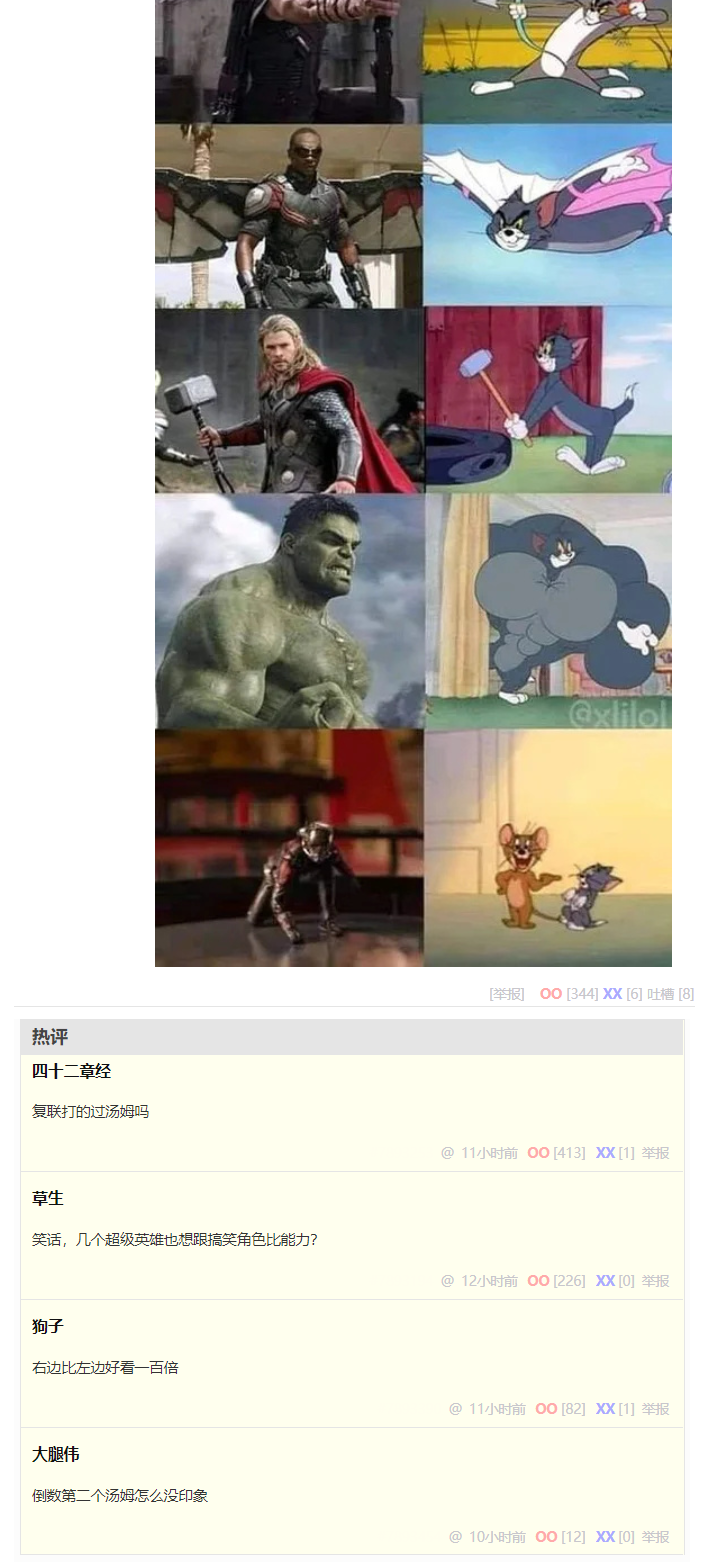 @xlilol
[举报] OO [344] XX [6] 吐槽 [8]
热评
四十二章经
复联打的过汤姆吗
@ 11小时前 OO [413] XX [1] 举报
草生
笑话，几个超级英雄也想跟搞笑角色比能力？
@ 12小时前 OO [226] XX [0] 举报
狗子
右边比左边好看一百倍
@ 11小时前 OO [82] XX [1] 举报
大腿伟
倒数第二个汤姆怎么没印象
@ 10小时前 OO [12] XX [0] 举报